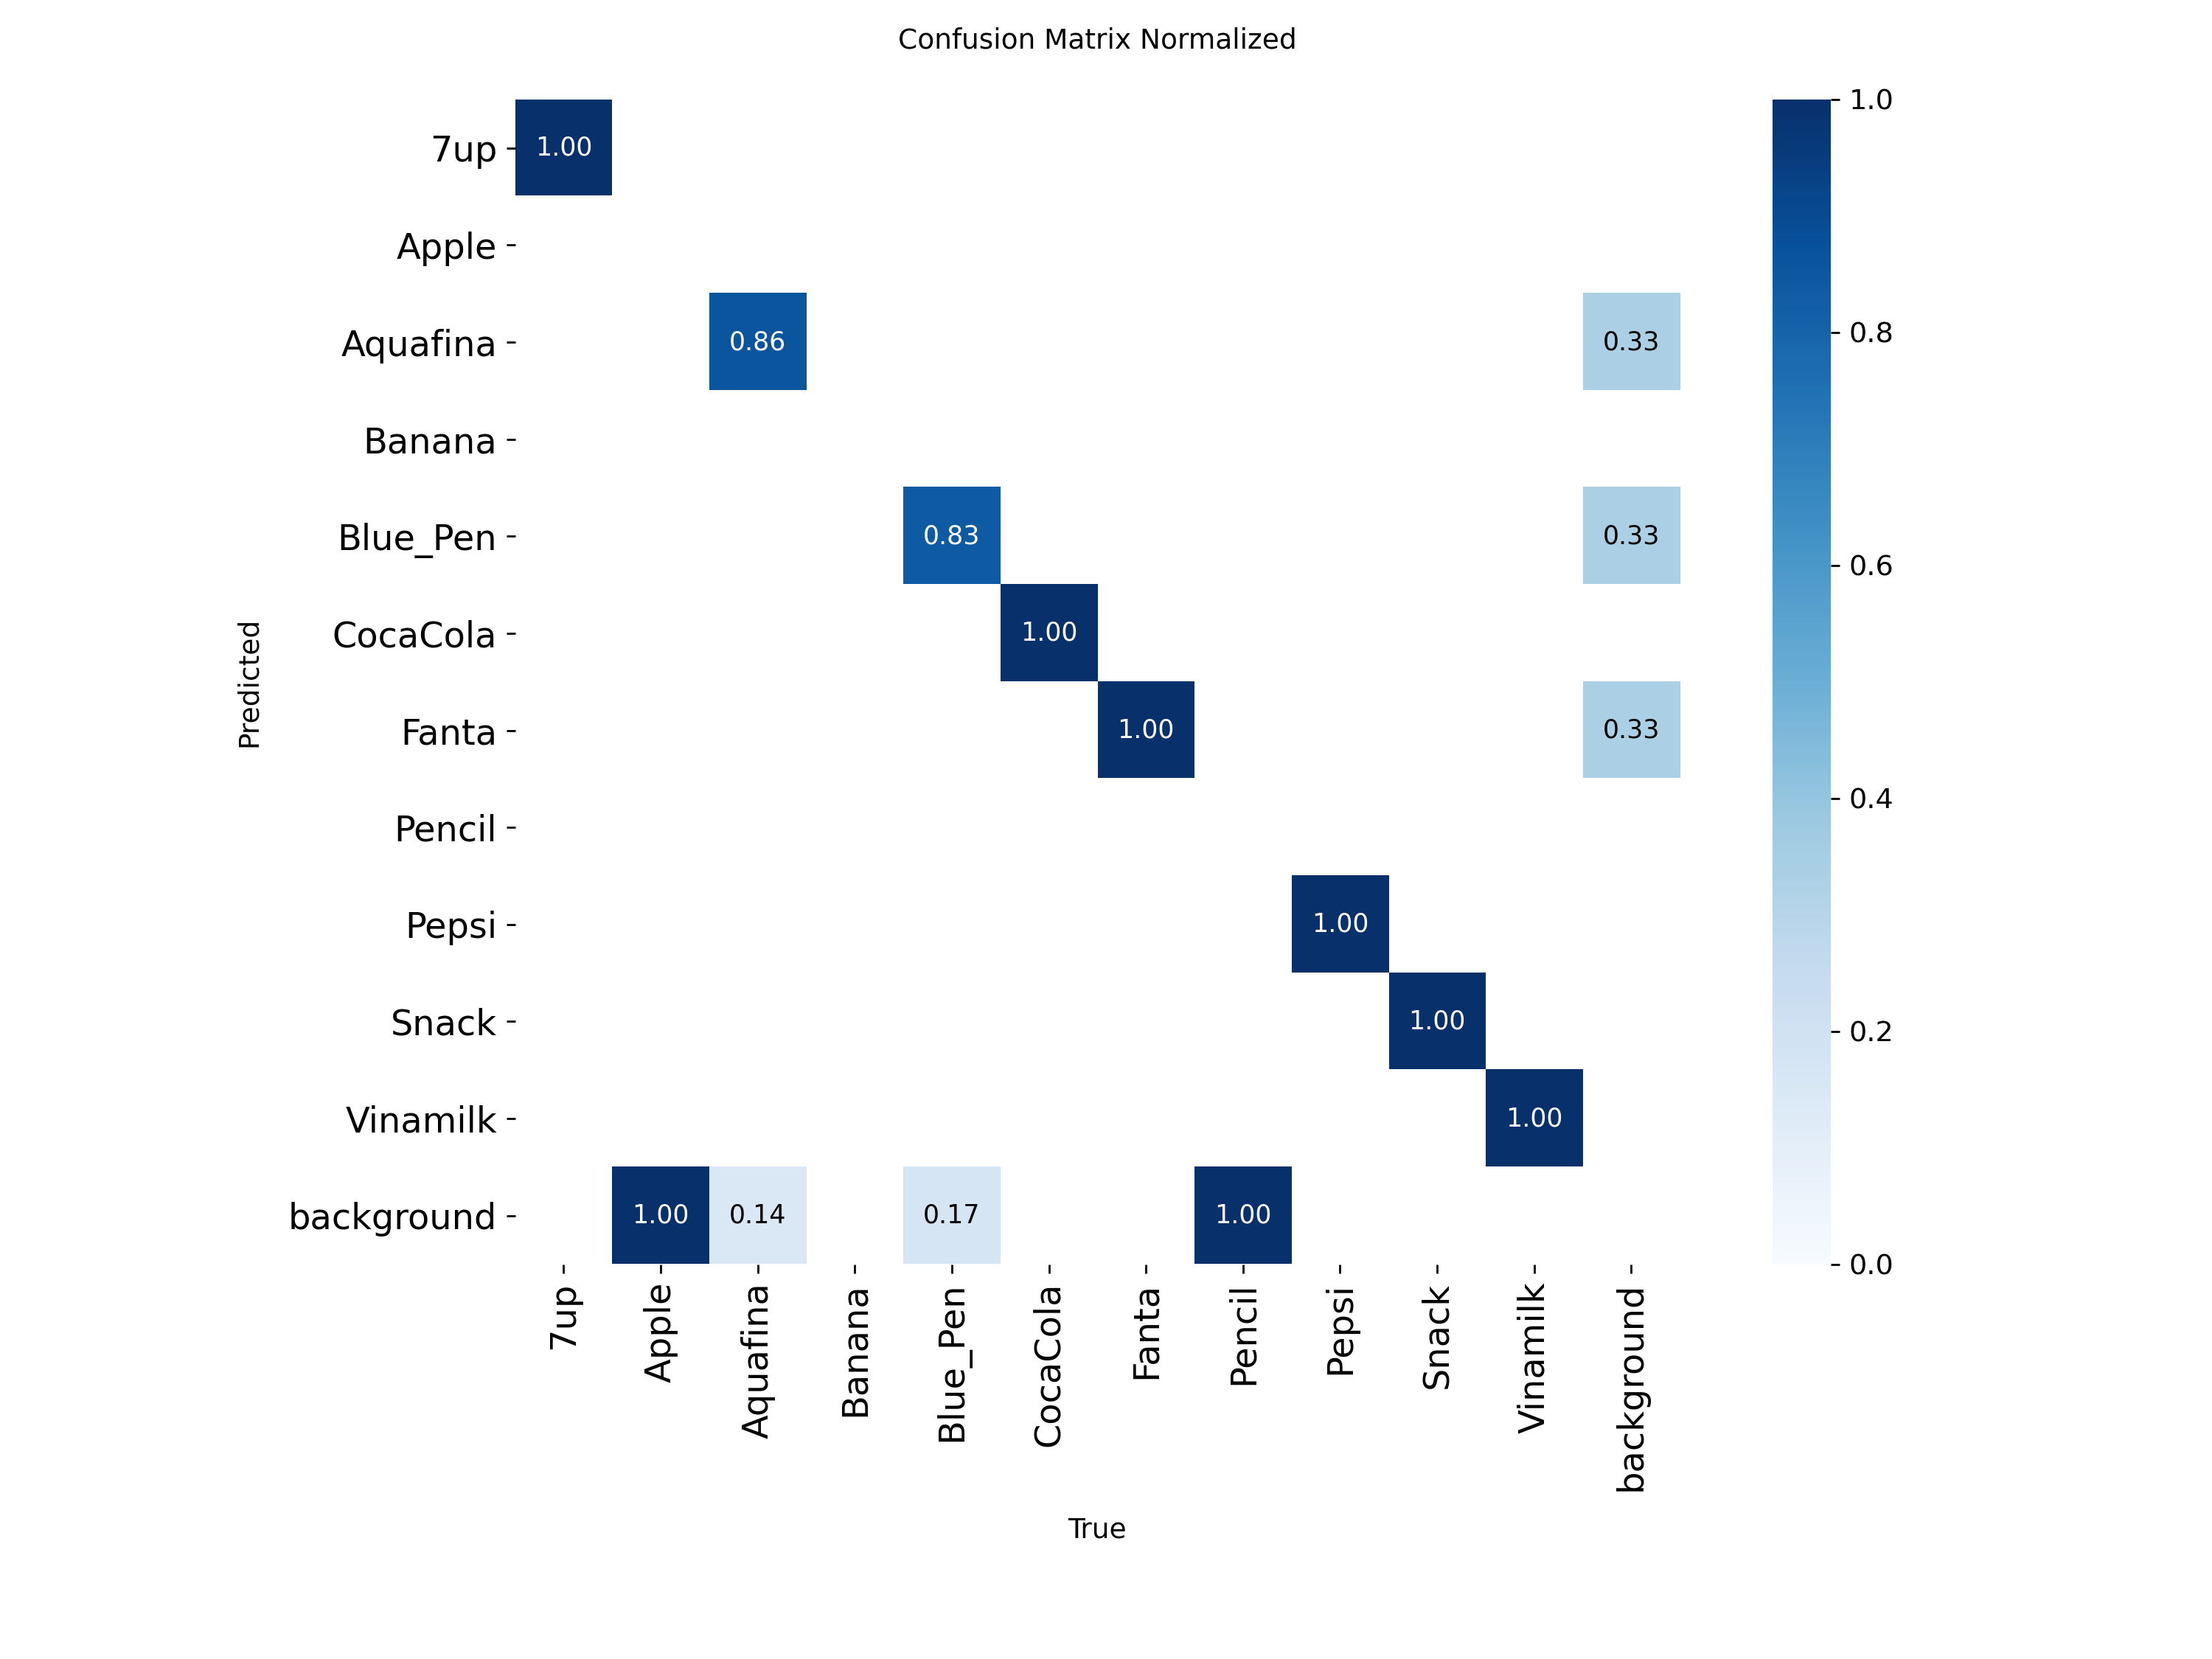 Confusion Matrix Normalized
7up
Apple
Aquafina
Banana
Blue_Pen
CocaCola
Fanta
Pencil
Pepsi
Snack
Vinamilk
background
Predicted
1.00
0.86 0.33
0.83 0.33
1.00
1.00 0.33
1.00
1.00
1.00
1.00 0.14 0.17 1.00
7up Apple Aquafina Banana Blue_Pen CocaCola Fanta Pencil Pepsi Snack Vinamilk background
True
1.0
0.8
0.6
0.4
0.2
0.0